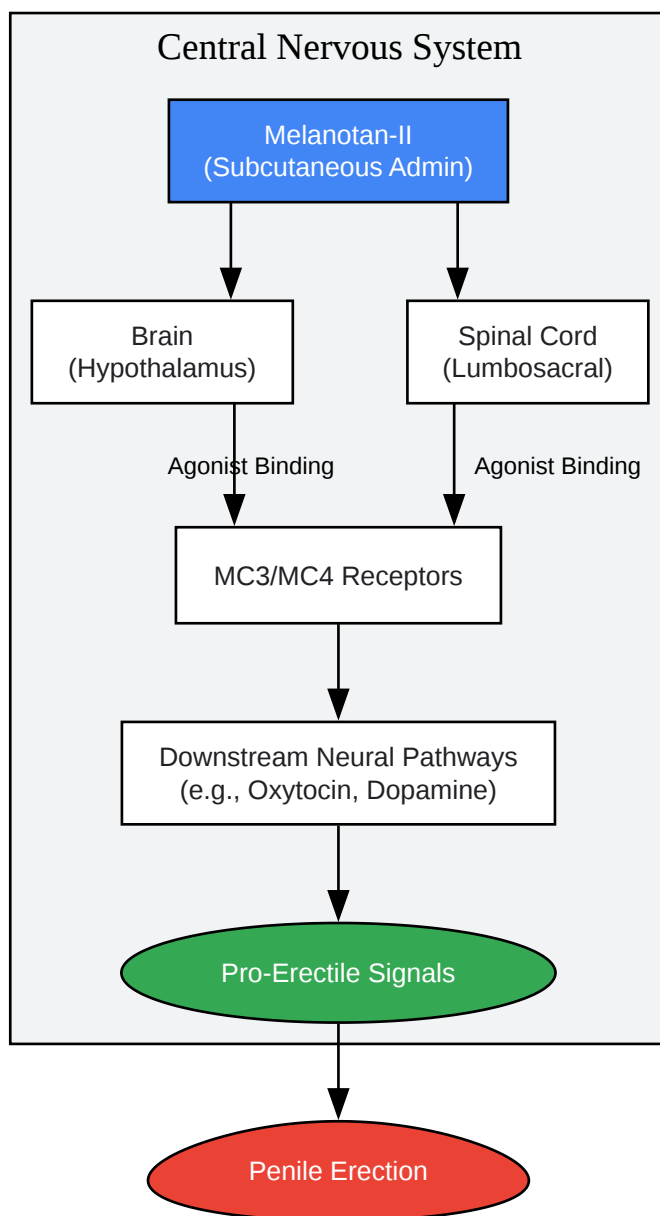 Central Nervous System
Melanotan-II
(Subcutaneous Admin)
Brain
(Hypothalamus)
Spinal Cord
(Lumbosacral)
Agonist Binding
Agonist Binding
MC3/MC4 Receptors
Downstream Neural Pathways
(e.g., Oxytocin, Dopamine)
Pro-Erectile Signals
Penile Erection